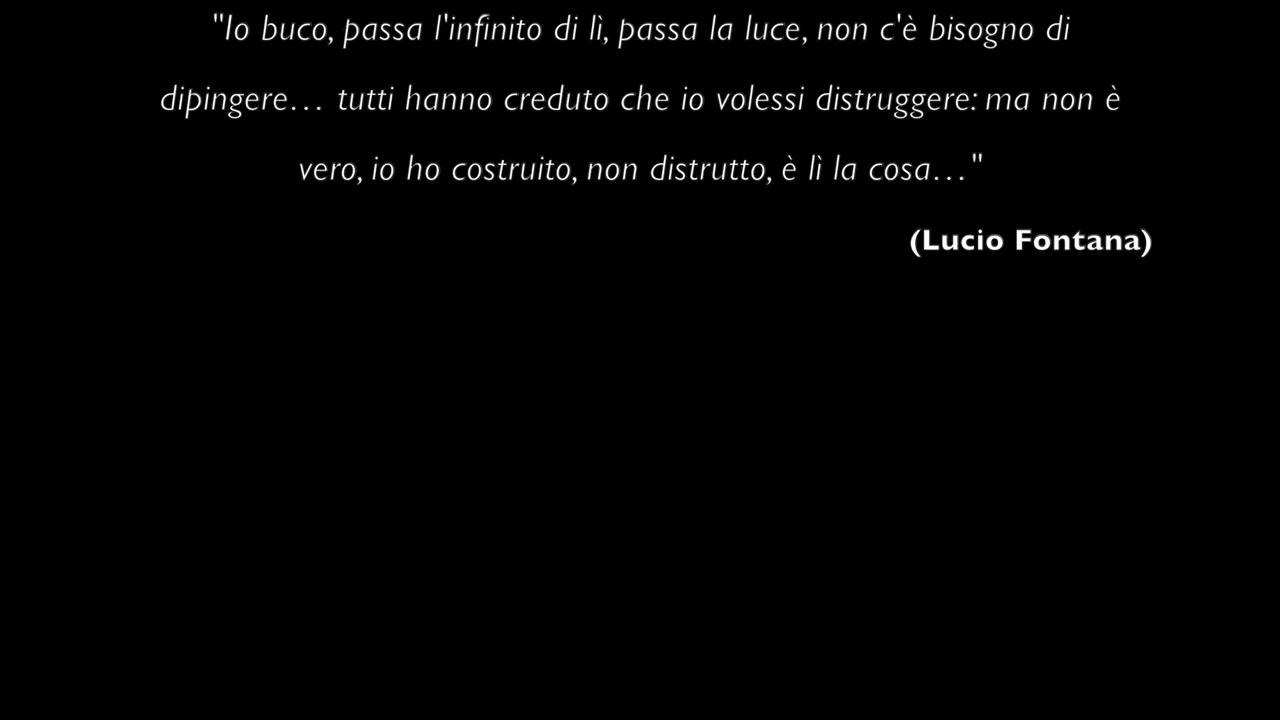 "Io buco, passa l'infinito di lì, passa la luce, non c'è bisogno di
dipingere… tutti hanno creduto che io volessi distruggere: ma non è
vero, io ho costruito, non distrutto, è lì la cosa…"
(Lucio Fontana)